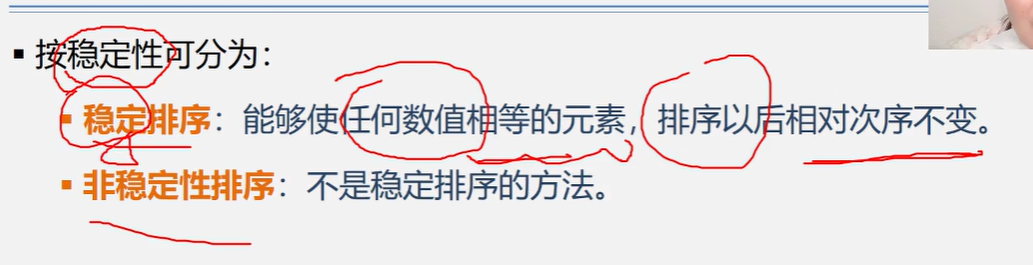 ▪ 按稳定性可分为：
▪ 稳定排序：能够使任何数值相等的元素，排序以后相对次序不变。
▪ 非稳定性排序：不是稳定排序的方法。